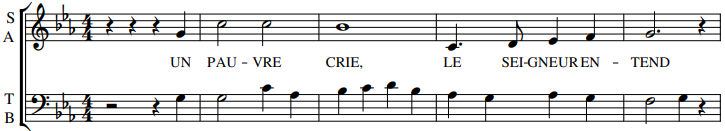 S
A
UN PAU – VRE CRIE, LE SEI-GNEUR EN – TEND
T
B